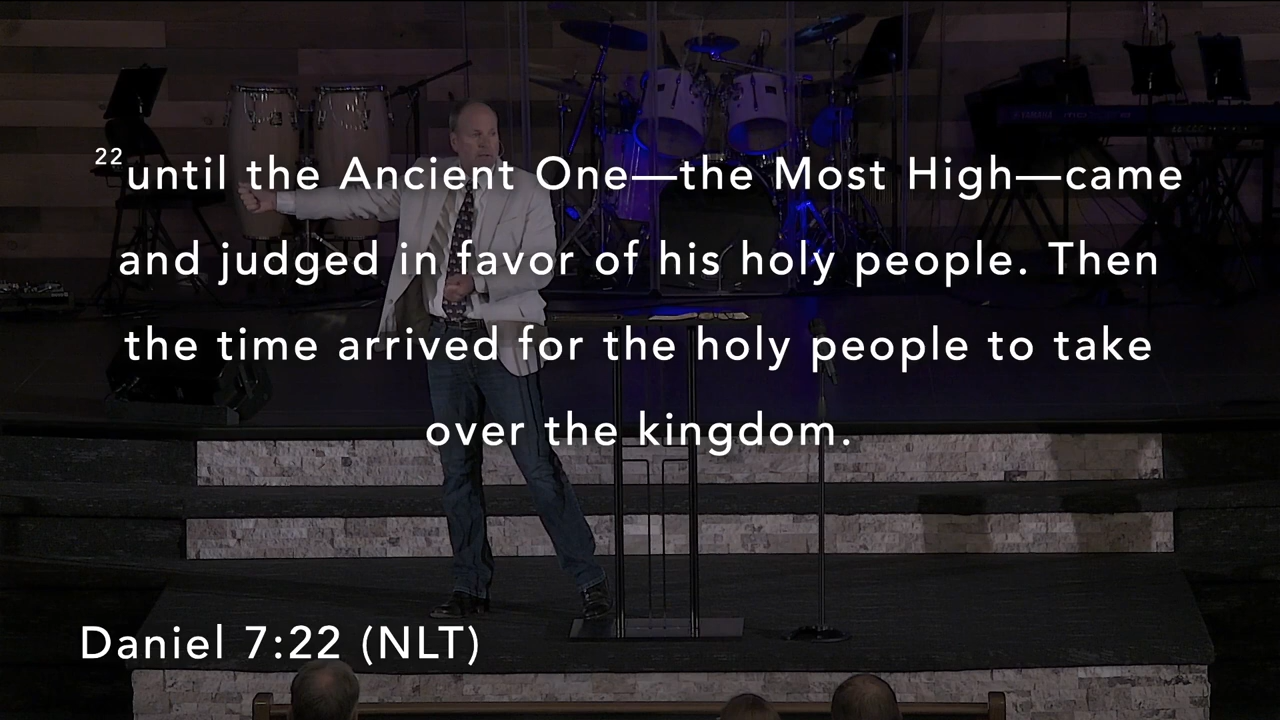 22until the Ancient One—the Most High—came
and judged in favor of his holy people. Then
the time arrived for the holy people to take
over the kingdom.
Daniel 7:22 (NLT)
YAMAHA